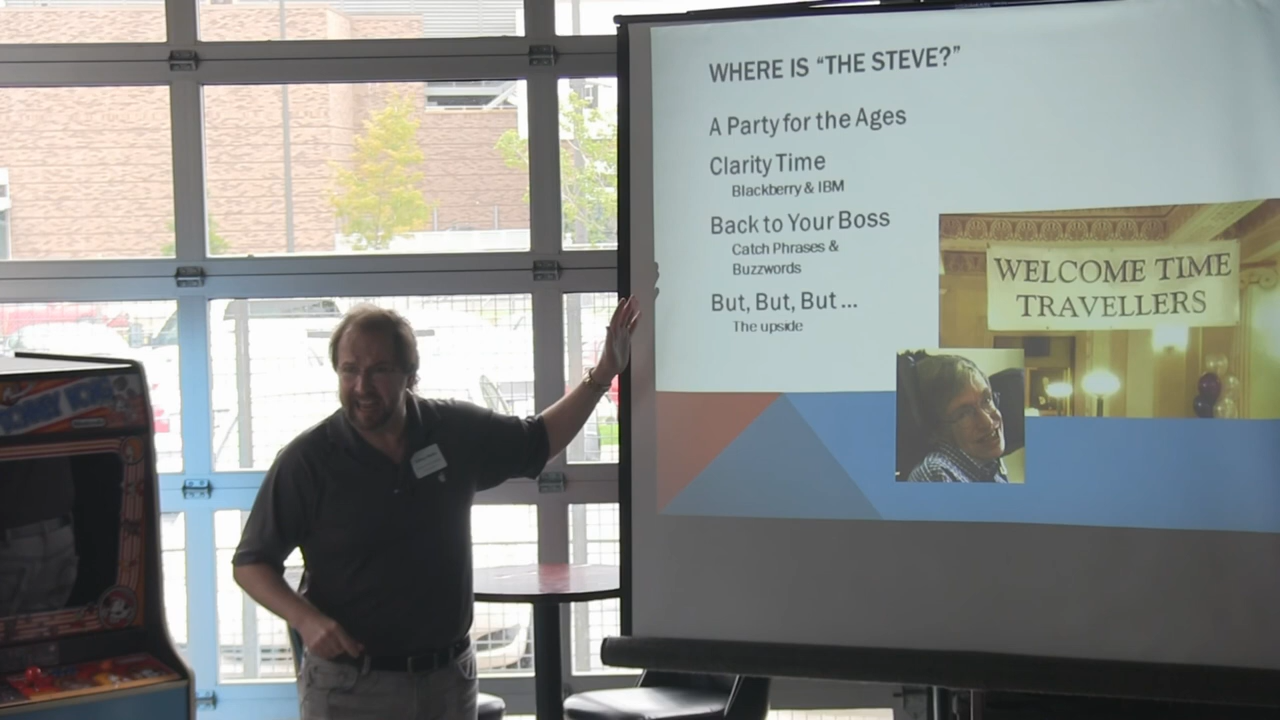 WHERE IS “THE STEVE?”
A Party for the Ages
Clarity Time
Blackberry & IBM
Back to Your Boss
Catch Phrases &
Buzzwords
But, But, But ...
The upside
WELCOME TIME
TRAVELLERS